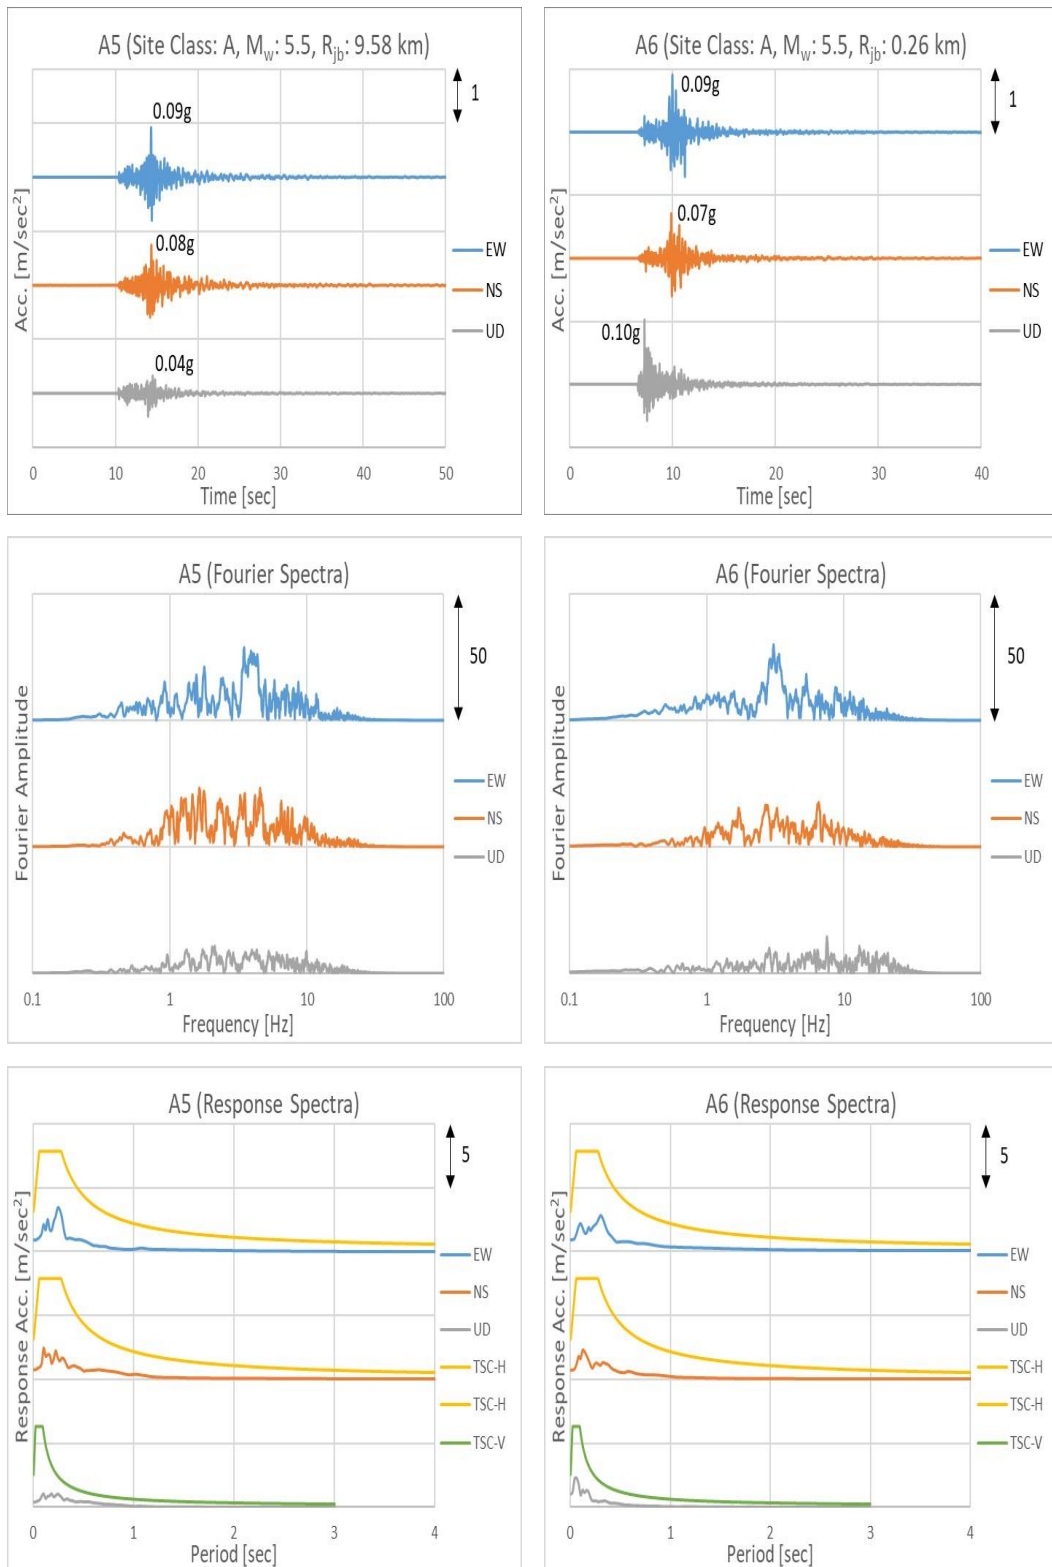 A5 (Site Class: A, Mw: 5.5, Rjb: 9.58 km)
1
0.09g
0.08g
0.04g
Acc. [m/sec²]
EW
NS
UD
0 10 20 30 40 50
Time [sec]
A6 (Site Class: A, Mw: 5.5, Rjb: 0.26 km)
1
0.09g
0.07g
0.10g
Acc. [m/sec²]
EW
NS
UD
0 10 20 30 40
Time [sec]
A5 (Fourier Spectra)
50
Fourier Amplitude
EW
NS
UD
0.1 1 10 100
Frequency [Hz]
A6 (Fourier Spectra)
50
Fourier Amplitude
EW
NS
UD
0.1 1 10 100
Frequency [Hz]
A5 (Response Spectra)
5
Response Acc. [m/sec²]
EW
NS
UD
TSC-H
TSC-H
TSC-V
0 1 2 3 4
Period [sec]
A6 (Response Spectra)
5
Response Acc. [m/sec²]
EW
NS
UD
TSC-H
TSC-H
TSC-V
0 1 2 3 4
Period [sec]